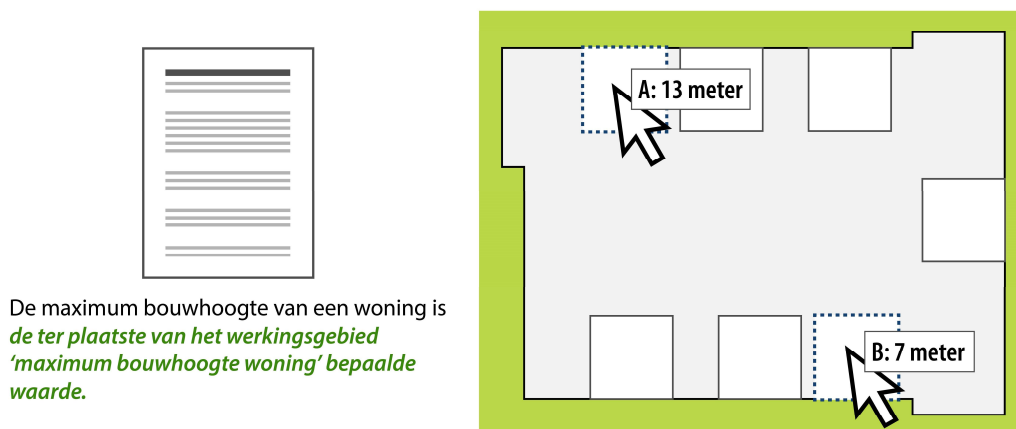 De maximum bouwhoogte van een woning is
de ter plaatste van het werkingsgebied
‘maximum bouwhoogte woning’ bepaalde
waarde.
A: 13 meter
B: 7 meter